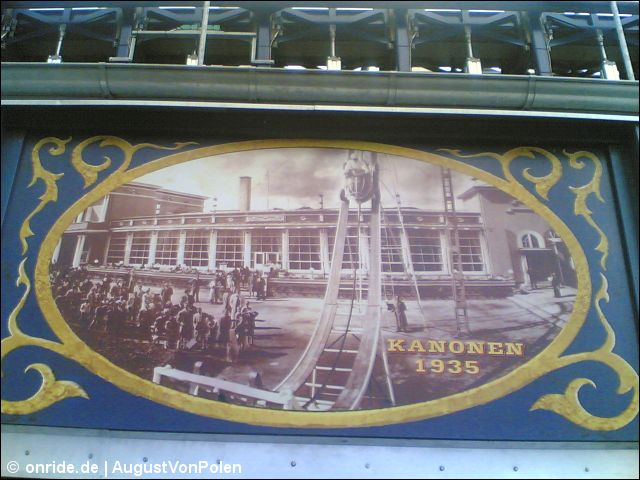 KANONEN
1935
© onride.de | AugustVonPolen